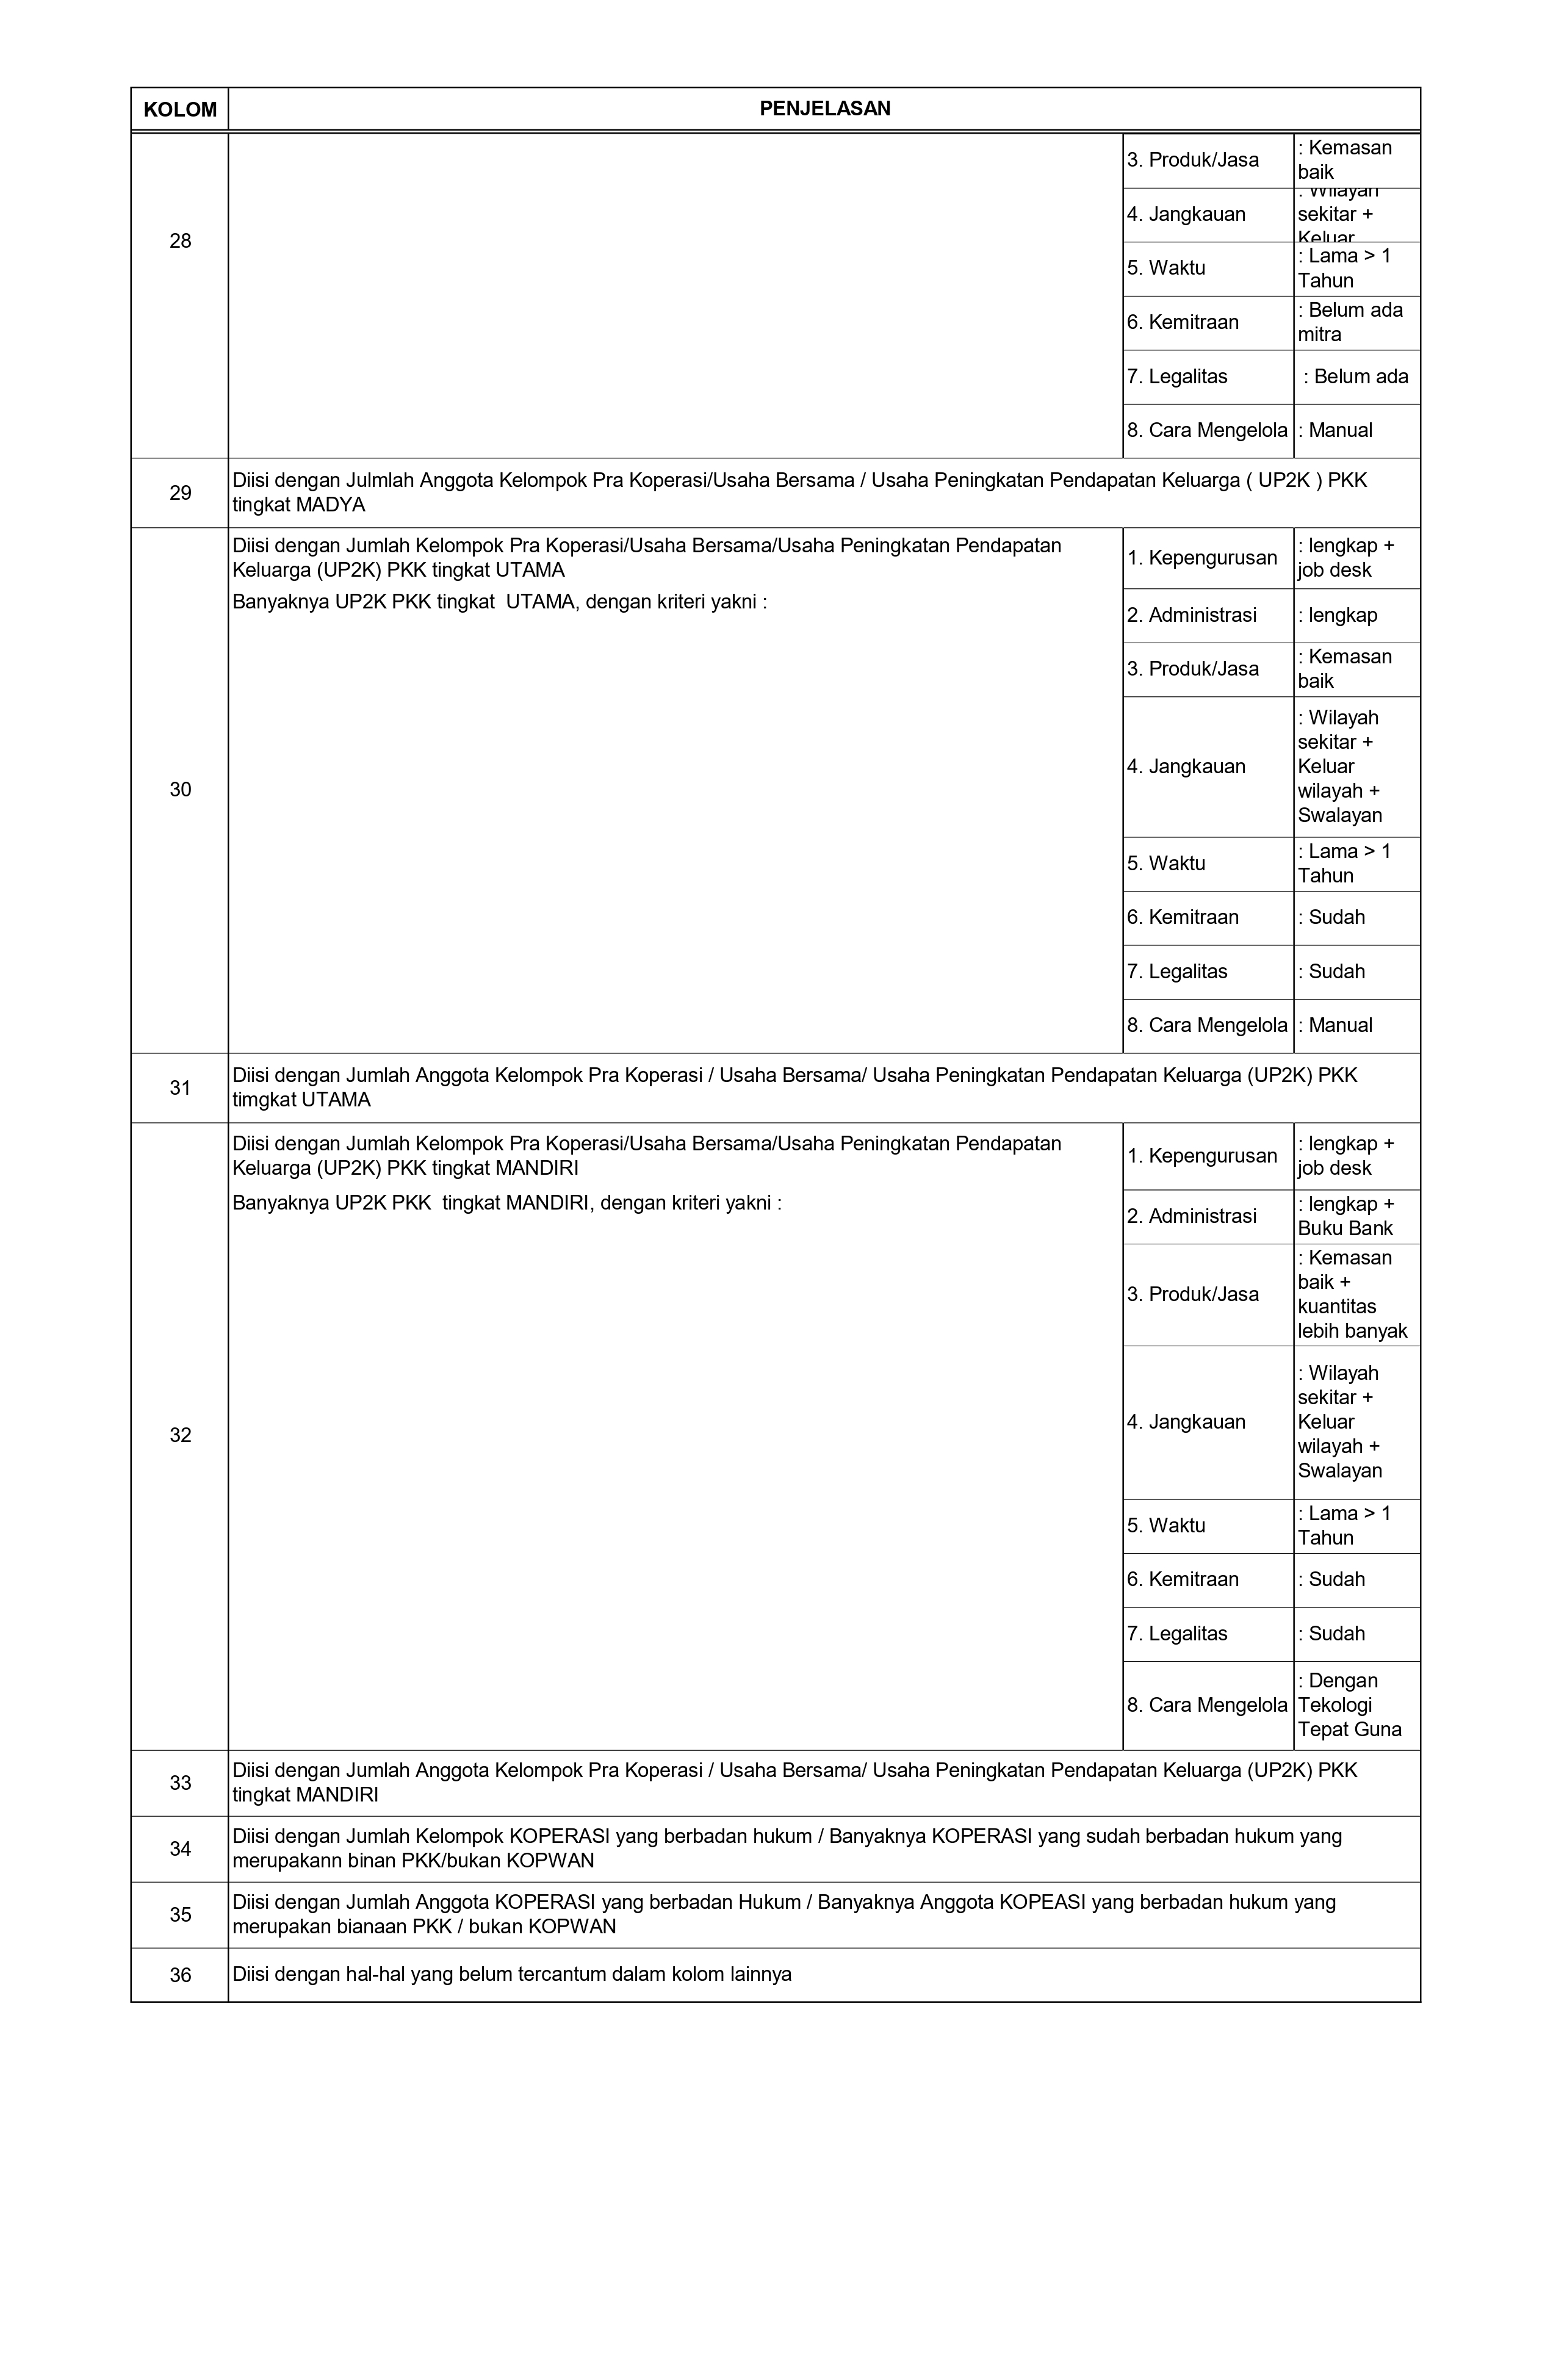 KOLOM
PENJELASAN
28
3. Produk/Jasa
: Kemasan
baik
4. Jangkauan
: Wilayah
sekitar +
Keluar
5. Waktu
: Lama > 1
Tahun
6. Kemitraan
: Belum ada
mitra
7. Legalitas
: Belum ada
8. Cara Mengelola
: Manual
29
Diisi dengan Julmlah Anggota Kelompok Pra Koperasi/Usaha Bersama / Usaha Peningkatan Pendapatan Keluarga ( UP2K ) PKK
tingkat MADYA
30
Diisi dengan Jumlah Kelompok Pra Koperasi/Usaha Bersama/Usaha Peningkatan Pendapatan
Keluarga (UP2K) PKK tingkat UTAMA
Banyaknya UP2K PKK tingkat  UTAMA, dengan kriteri yakni :
1. Kepengurusan
: lengkap +
job desk
2. Administrasi
: lengkap
3. Produk/Jasa
: Kemasan
baik
4. Jangkauan
: Wilayah
sekitar +
Keluar
wilayah +
Swalayan
5. Waktu
: Lama > 1
Tahun
6. Kemitraan
: Sudah
7. Legalitas
: Sudah
8. Cara Mengelola
: Manual
31
Diisi dengan Jumlah Anggota Kelompok Pra Koperasi / Usaha Bersama/ Usaha Peningkatan Pendapatan Keluarga (UP2K) PKK
timgkat UTAMA
32
Diisi dengan Jumlah Kelompok Pra Koperasi/Usaha Bersama/Usaha Peningkatan Pendapatan
Keluarga (UP2K) PKK tingkat MANDIRI
Banyaknya UP2K PKK  tingkat MANDIRI, dengan kriteri yakni :
1. Kepengurusan
: lengkap +
job desk
2. Administrasi
: lengkap +
Buku Bank
3. Produk/Jasa
: Kemasan
baik +
kuantitas
lebih banyak
4. Jangkauan
: Wilayah
sekitar +
Keluar
wilayah +
Swalayan
5. Waktu
: Lama > 1
Tahun
6. Kemitraan
: Sudah
7. Legalitas
: Sudah
8. Cara Mengelola
: Dengan
Tekologi
Tepat Guna
33
Diisi dengan Jumlah Anggota Kelompok Pra Koperasi / Usaha Bersama/ Usaha Peningkatan Pendapatan Keluarga (UP2K) PKK
tingkat MANDIRI
34
Diisi dengan Jumlah Kelompok KOPERASI yang berbadan hukum / Banyaknya KOPERASI yang sudah berbadan hukum yang
merupakann binan PKK/bukan KOPWAN
35
Diisi dengan Jumlah Anggota KOPERASI yang berbadan Hukum / Banyaknya Anggota KOPEASI yang berbadan hukum yang
merupakan bianaan PKK / bukan KOPWAN
36
Diisi dengan hal-hal yang belum tercantum dalam kolom lainnya